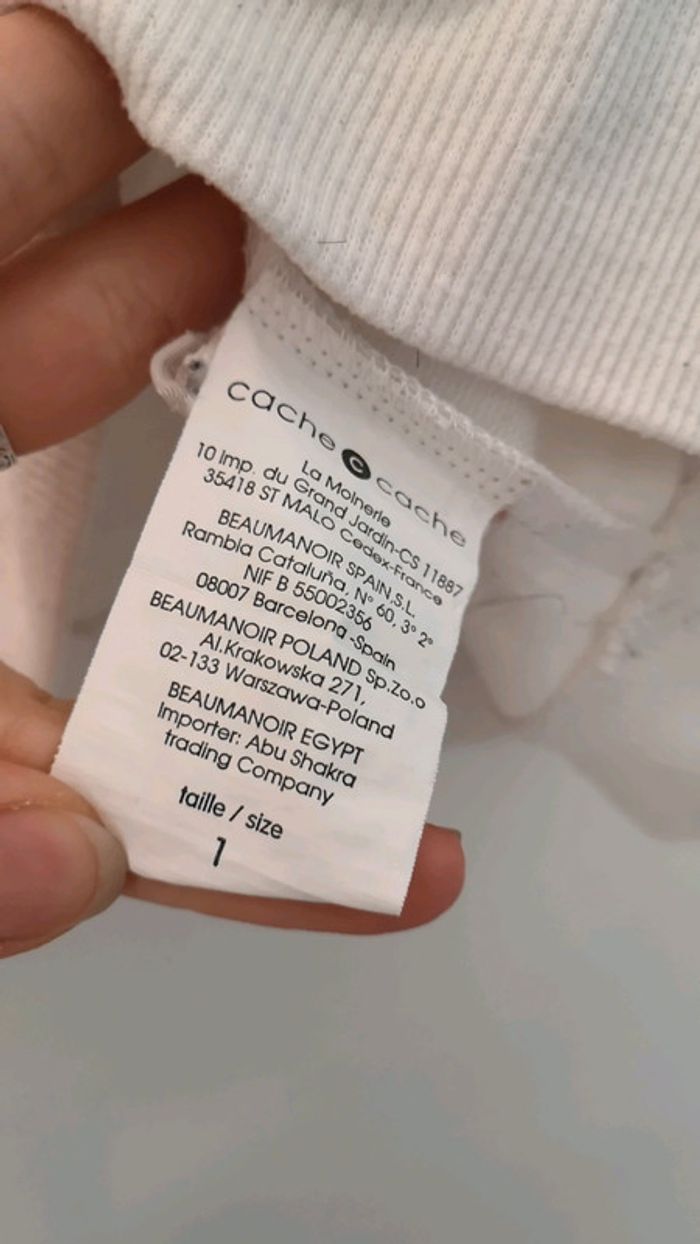 cache c cache
La Moinerie
10 Imp. du Grand Jardin-CS 11887
35418 ST MALO Cedex-France
BEAUMANOIR SPAIN,S.L.
Rambla Cataluña, Nº 60, 3º 2º
NIF B 55002356
08007 Barcelona -Spain
BEAUMANOIR POLAND Sp.Zo.o
Al.Krakowska 271,
02-133 Warszawa-Poland
BEAUMANOIR EGYPT
Importer: Abu Shakra
trading Company
taille / size
1